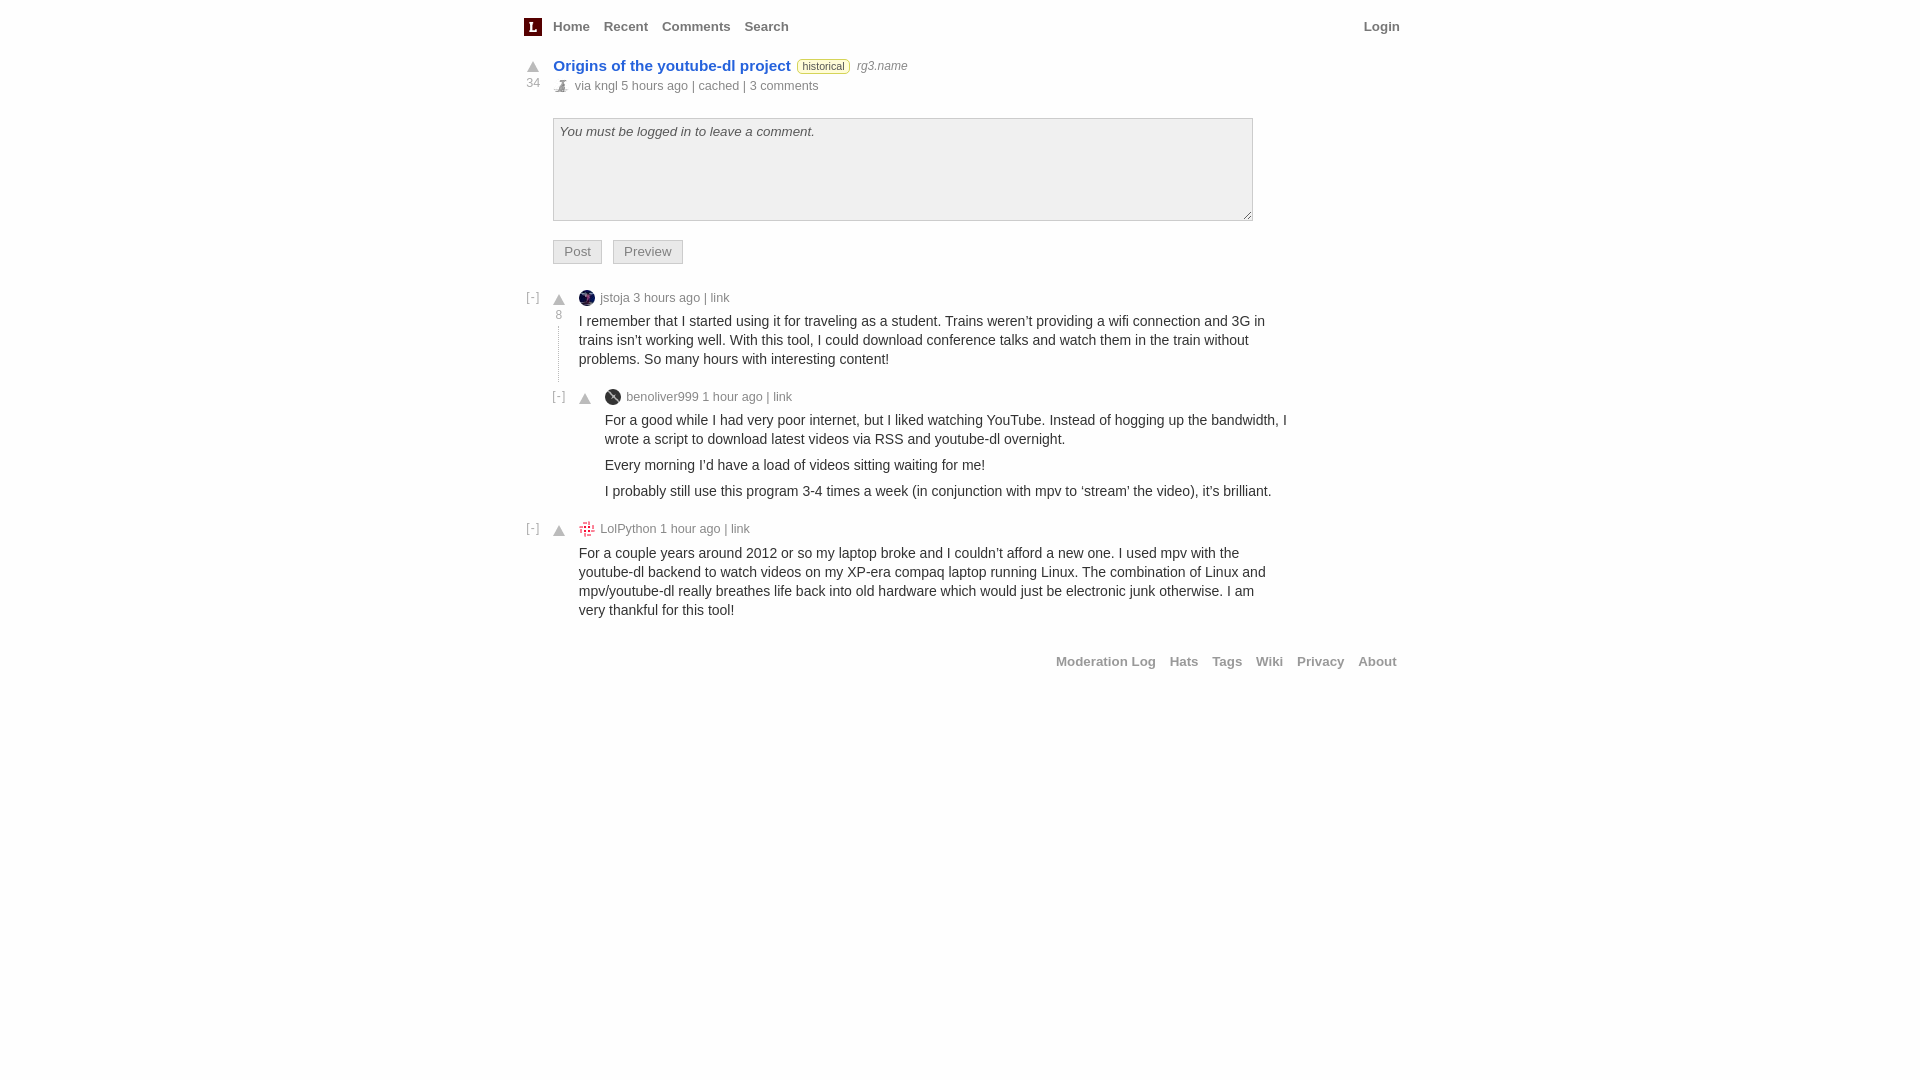 L Home Recent Comments Search Login
Origins of the youtube-dl project historical rg3.name
34
via kngl 5 hours ago | cached | 3 comments
You must be logged in to leave a comment.
Post Preview
[-] jstoja 3 hours ago | link
8
I remember that I started using it for traveling as a student. Trains weren’t providing a wifi connection and 3G in
trains isn’t working well. With this tool, I could download conference talks and watch them in the train without
problems. So many hours with interesting content!
[-] benoliver999 1 hour ago | link
For a good while I had very poor internet, but I liked watching YouTube. Instead of hogging up the bandwidth, I
wrote a script to download latest videos via RSS and youtube-dl overnight.
Every morning I’d have a load of videos sitting waiting for me!
I probably still use this program 3-4 times a week (in conjunction with mpv to ‘stream’ the video), it’s brilliant.
[-] LolPython 1 hour ago | link
For a couple years around 2012 or so my laptop broke and I couldn’t afford a new one. I used mpv with the
youtube-dl backend to watch videos on my XP-era compaq laptop running Linux. The combination of Linux and
mpv/youtube-dl really breathes life back into old hardware which would just be electronic junk otherwise. I am
very thankful for this tool!
Moderation Log Hats Tags Wiki Privacy About